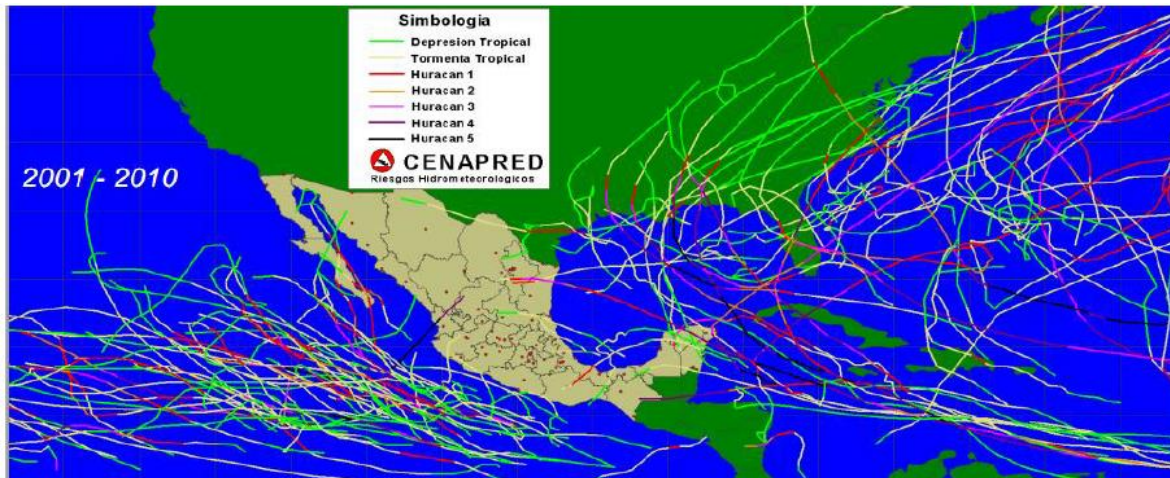 Simbologia
Depresion Tropical
Tormenta Tropical
Huracan 1
Huracan 2
Huracan 3
Huracan 4
Huracan 5
CENAPRED
Riesgos Hidrometecrologicos
2001 - 2010